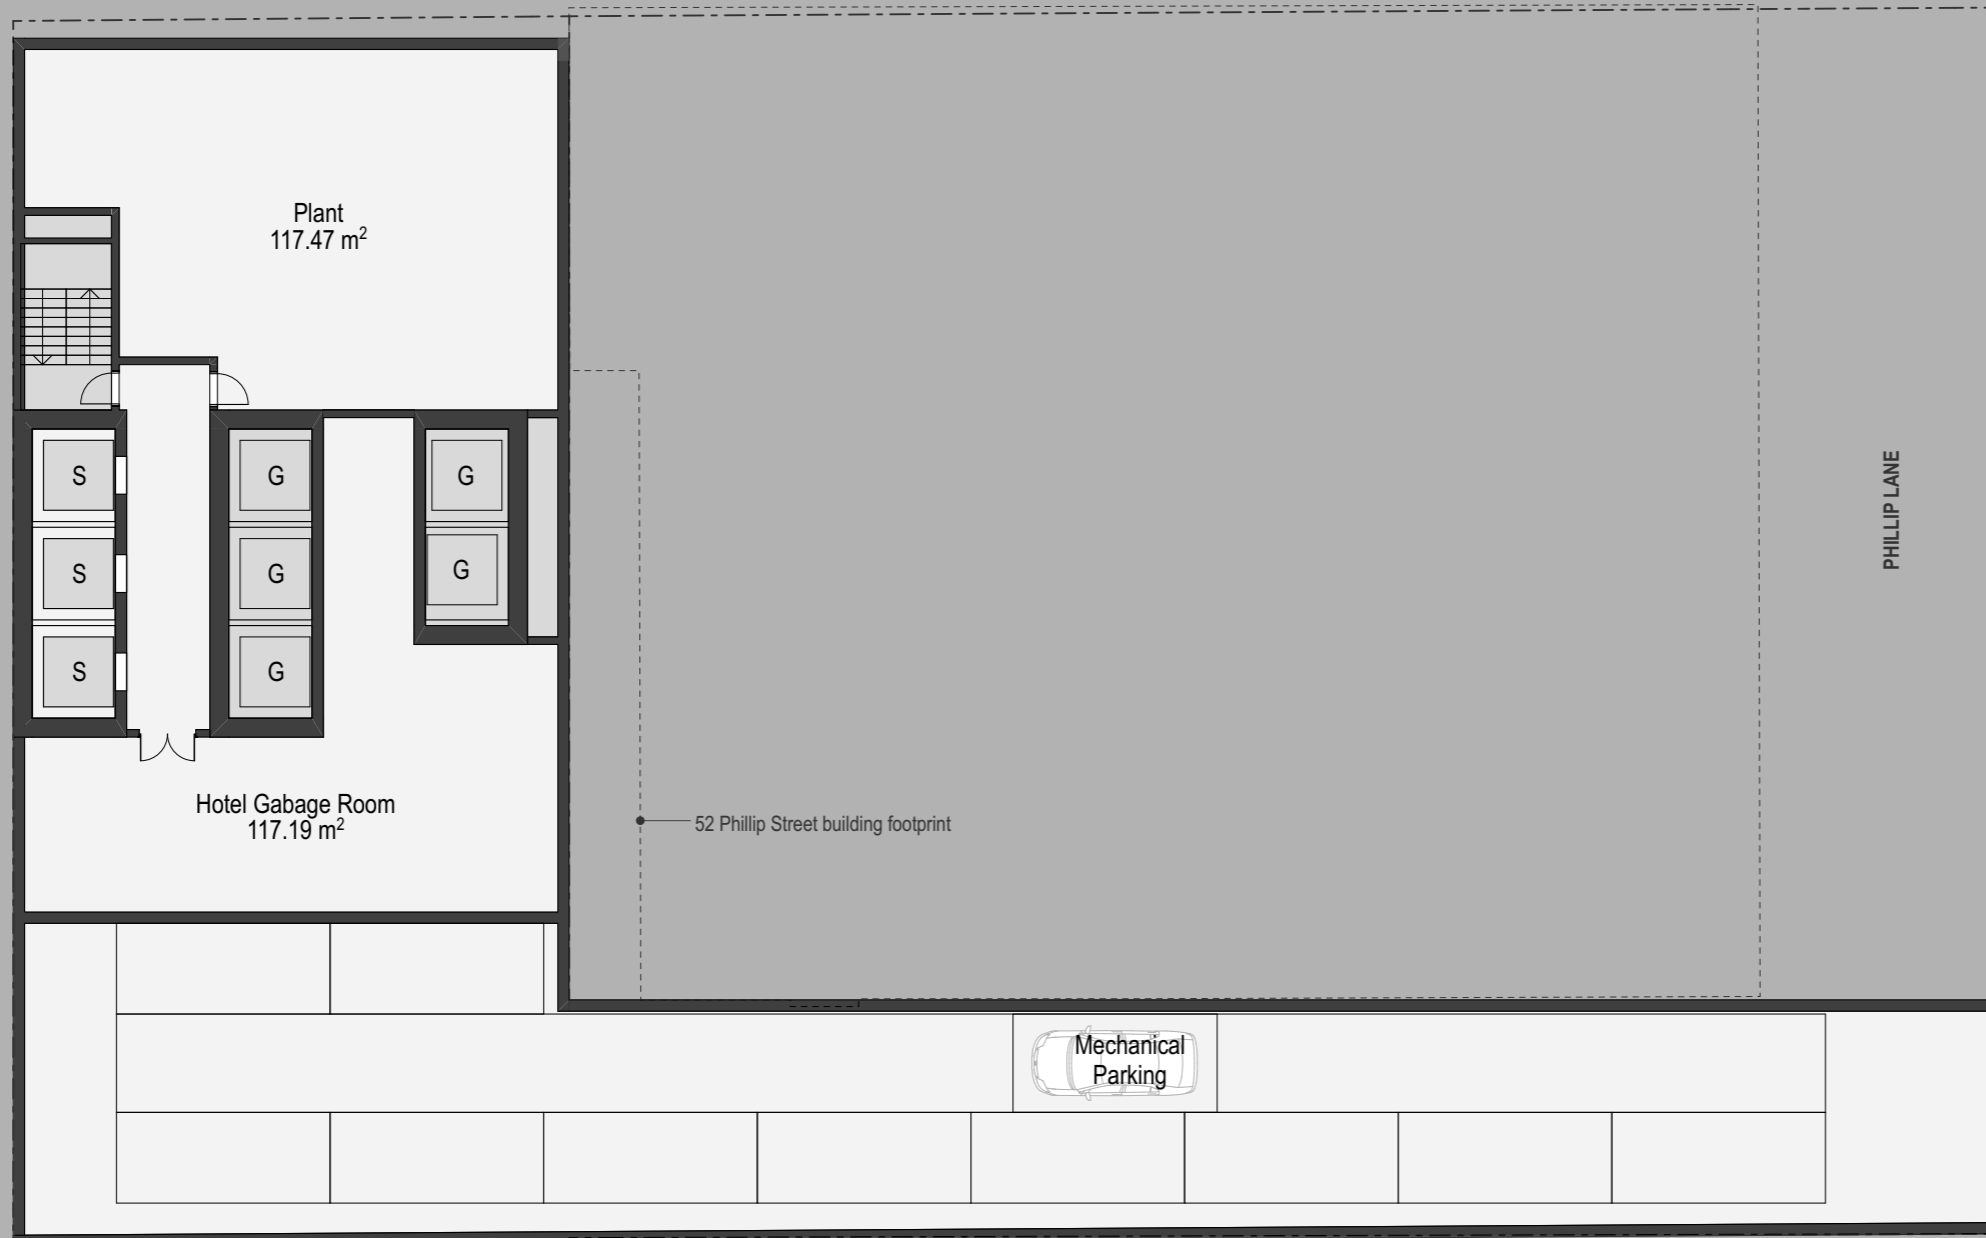 Plant
117.47 m²
S
G
G
S
G
G
S
G
PHILLIP LANE
Hotel Gabage Room
117.19 m²
52 Phillip Street building footprint
Mechanical
Parking